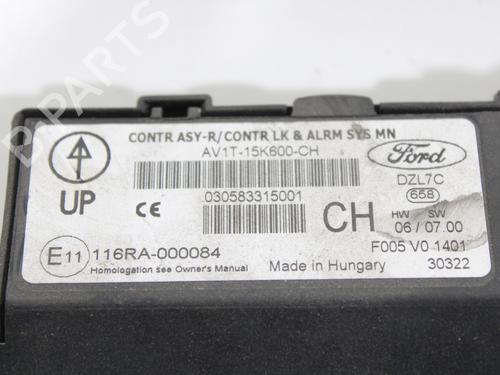 CONTR ASY-R/CONTR LK & ALRM SYS MN
AV1T-15K600-CH
Ford
DZL7C
UP
030583315001
658
CE
CH
HW SW
06 / 07.00
E11 116RA-000084
F005 V0 1401
Homologation see Owner's Manual
Made in Hungary
30322
B-PARTS